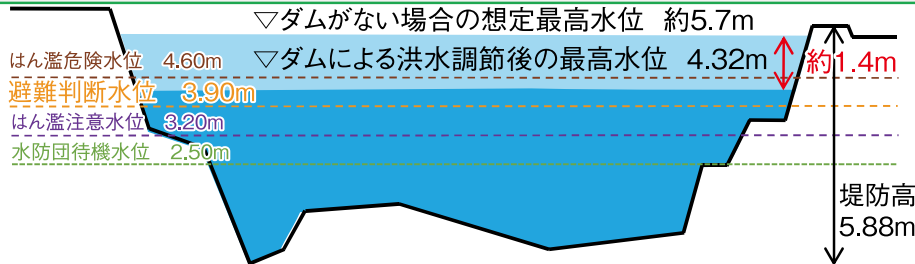 ▽ダムがない場合の想定最高水位 約5.7m
▽ダムによる洪水調節後の最高水位 4.32m
約1.4m
はん濫危険水位 4.60m
避難判断水位 3.90m
はん濫注意水位 3.20m
水防団待機水位 2.50m
堤防高
5.88m